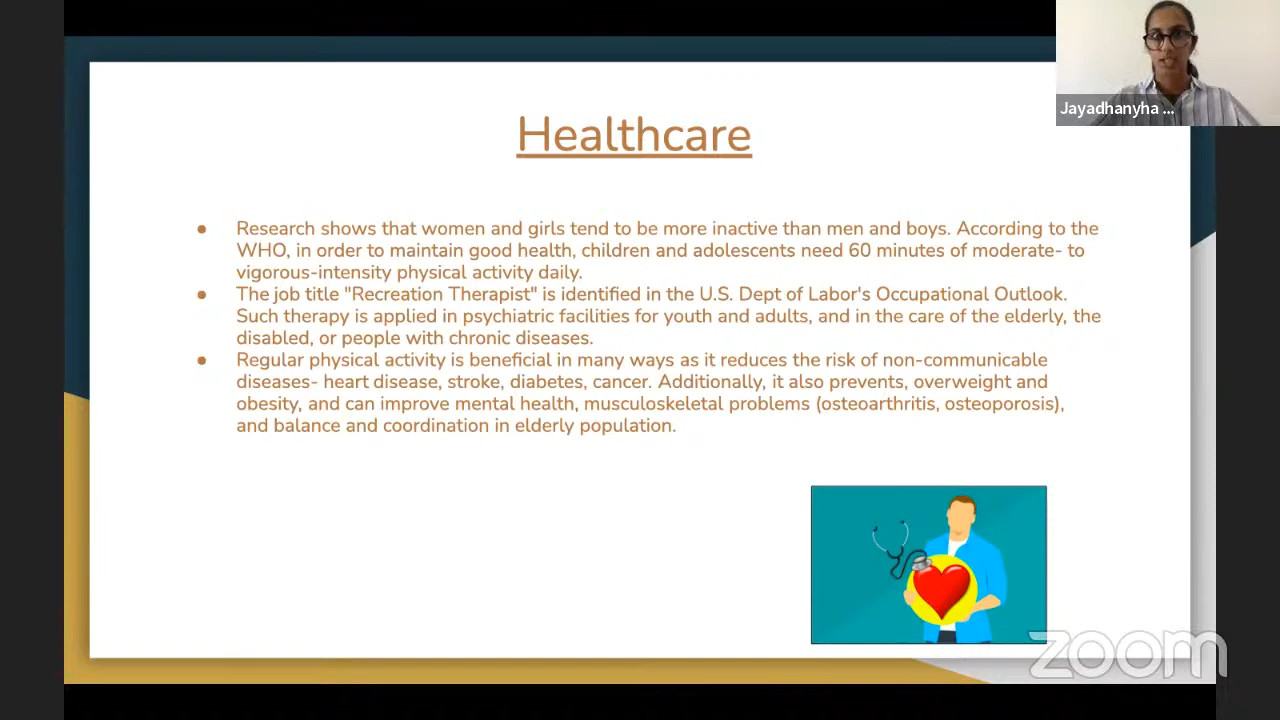 Jayadhanyha ...
Healthcare
● Research shows that women and girls tend to be more inactive than men and boys. According to the
WHO, in order to maintain good health, children and adolescents need 60 minutes of moderate- to
vigorous-intensity physical activity daily.
● The job title "Recreation Therapist" is identified in the U.S. Dept of Labor's Occupational Outlook.
Such therapy is applied in psychiatric facilities for youth and adults, and in the care of the elderly, the
disabled, or people with chronic diseases.
● Regular physical activity is beneficial in many ways as it reduces the risk of non-communicable
diseases- heart disease, stroke, diabetes, cancer. Additionally, it also prevents, overweight and
obesity, and can improve mental health, musculoskeletal problems (osteoarthritis, osteoporosis),
and balance and coordination in elderly population.
zoom